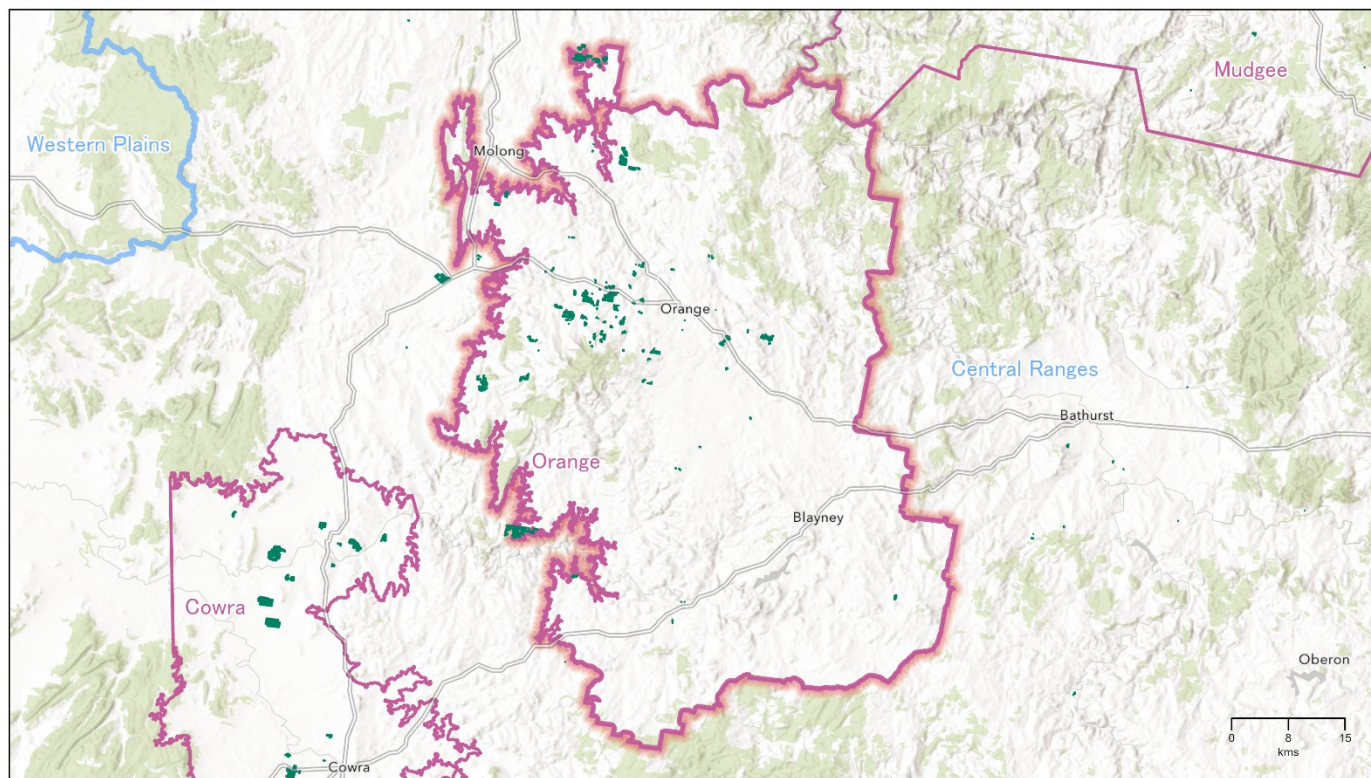 Mudgee
Western Plains
Molong
Orange
Central Ranges
Bathurst
Orange
Blayney
Cowra
Oberon
0 8 15
kms
Cowra